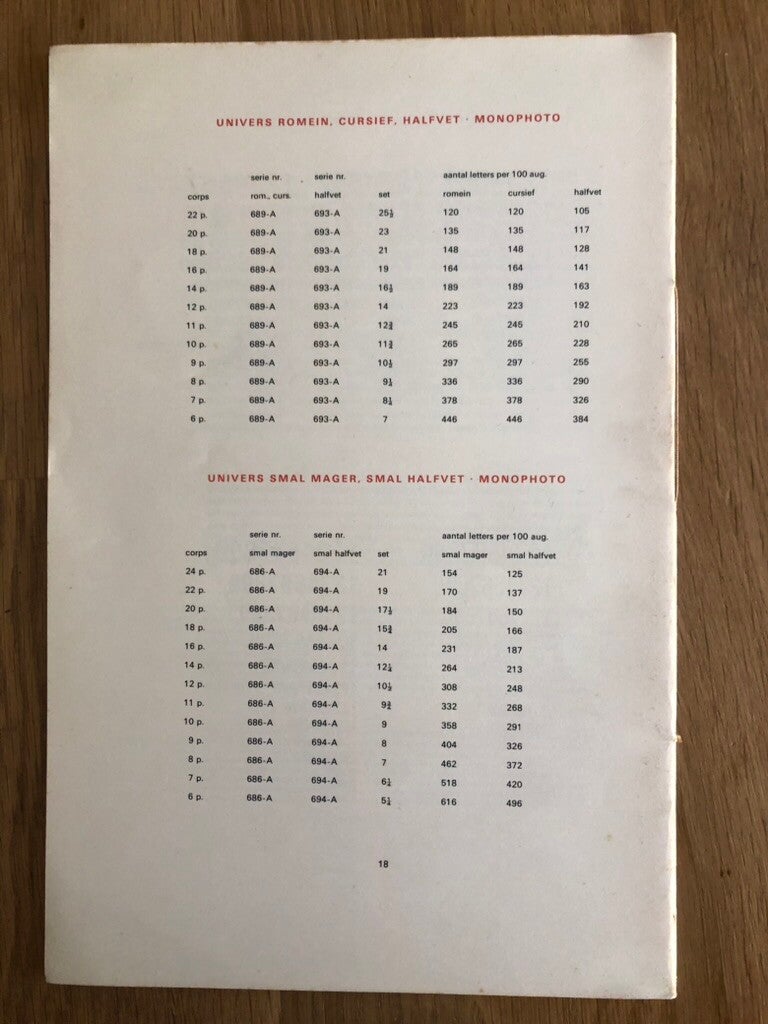 UNIVERS ROMEIN, CURSIEF, HALFVET · MONOPHOTO
serie nr. serie nr. aantal letters per 100 aug.
corps rom., curs. halfvet set romein cursief halfvet
22 p. 689-A 693-A 25½ 120 120 105
20 p. 689-A 693-A 23 135 135 117
18 p. 689-A 693-A 21 148 148 128
16 p. 689-A 693-A 19 164 164 141
14 p. 689-A 693-A 16½ 189 189 163
12 p. 689-A 693-A 14 223 223 192
11 p. 689-A 693-A 12¾ 245 245 210
10 p. 689-A 693-A 11¾ 265 265 228
9 p. 689-A 693-A 10½ 297 297 255
8 p. 689-A 693-A 9¼ 336 336 290
7 p. 689-A 693-A 8¼ 378 378 326
6 p. 689-A 693-A 7 446 446 384
UNIVERS SMAL MAGER, SMAL HALFVET · MONOPHOTO
serie nr. serie nr. aantal letters per 100 aug.
corps smal mager smal halfvet set smal mager smal halfvet
24 p. 686-A 694-A 21 154 125
22 p. 686-A 694-A 19 170 137
20 p. 686-A 694-A 17½ 184 150
18 p. 686-A 694-A 15¾ 205 166
16 p. 686-A 694-A 14 231 187
14 p. 686-A 694-A 12¼ 264 213
12 p. 686-A 694-A 10½ 308 248
11 p. 686-A 694-A 9¾ 332 268
10 p. 686-A 694-A 9 358 291
9 p. 686-A 694-A 8 404 326
8 p. 686-A 694-A 7 462 372
7 p. 686-A 694-A 6¼ 518 420
6 p. 686-A 694-A 5¼ 616 496
18